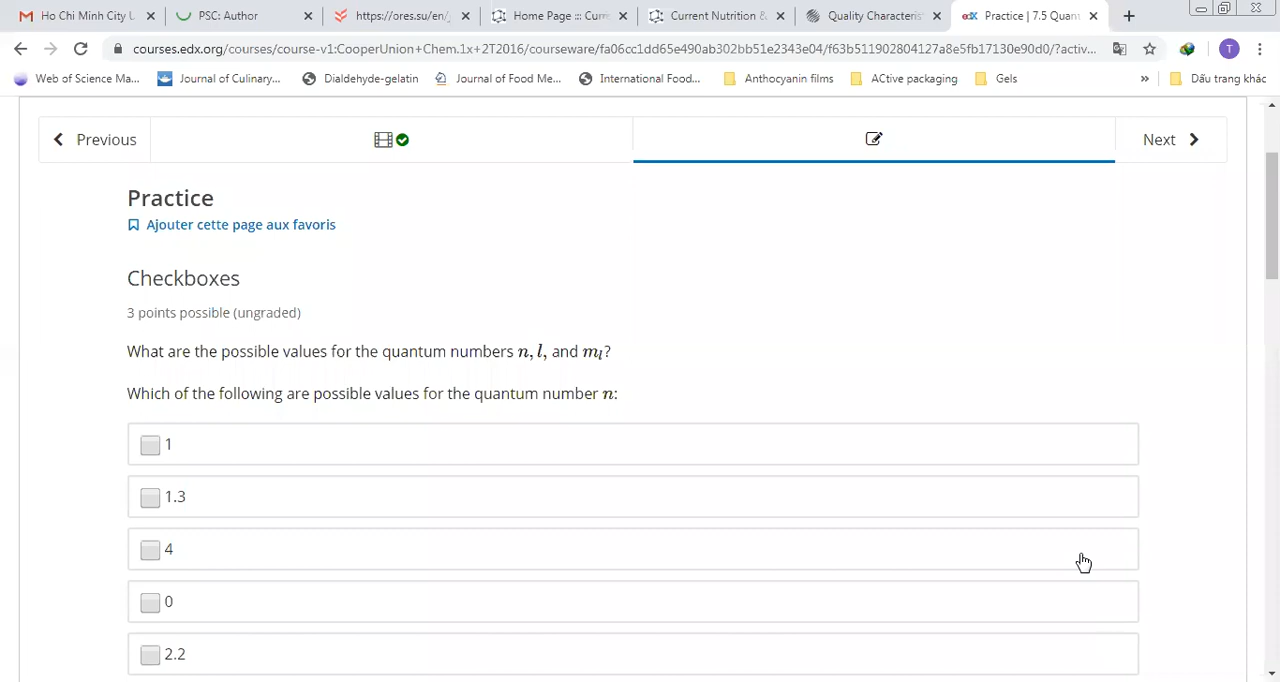 Ho Chi Minh City U
PSC: Author
https://ores.su/en/j
Home Page ::: Curre
Current Nutrition &
Quality Characteris
edX Practice | 7.5 Quan
courses.edx.org/courses/course-v1:CooperUnion+Chem.1x+2T2016/courseware/fa06cc1dd65e490ab302bb51e2343e04/f63b511902804127a8e5fb17130e90d0/?activ...
T
Web of Science Ma...
Journal of Culinary...
Dialdehyde-gelatin
Journal of Food Me...
International Food...
Anthocyanin films
ACtive packaging
Gels
»
Dấu trang khác
Previous
Next
Practice
Ajouter cette page aux favoris
Checkboxes
3 points possible (ungraded)
What are the possible values for the quantum numbers n, l, and mₗ?
Which of the following are possible values for the quantum number n:
1
1.3
4
0
2.2